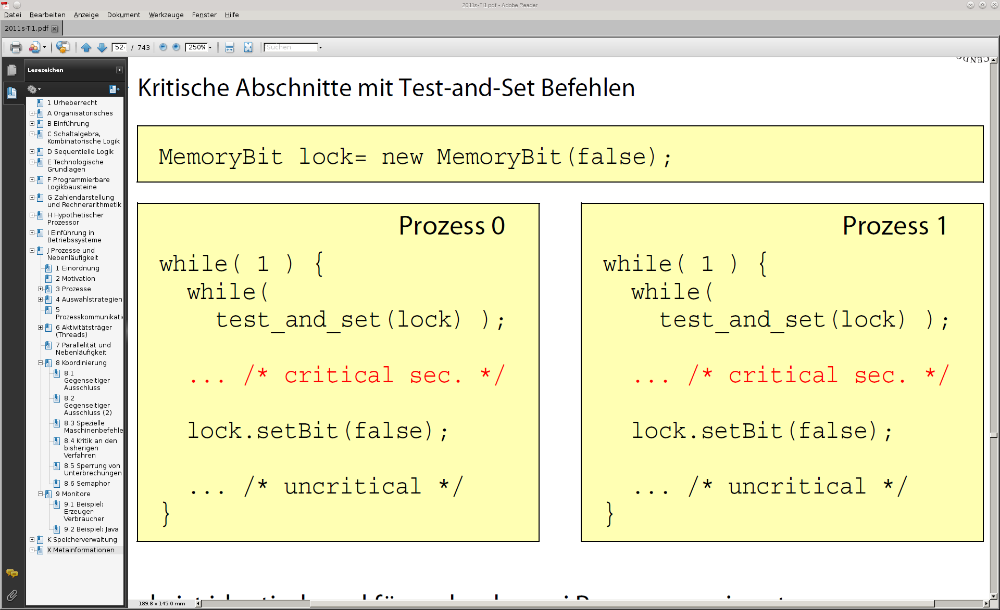 2011s-TI1.pdf - Adobe Reader
Datei Bearbeiten Anzeige Dokument Werkzeuge Fenster Hilfe
2011s-TI1.pdf
52. / 743 250% Suchen
Lesezeichen
1 Urheberrecht
A Organisatorisches
B Einführung
C Schaltalgebra,
Kombinatorische Logik
D Sequentielle Logik
E Technologische
Grundlagen
F Programmierbare
Logikbausteine
G Zahlendarstellung
und Rechnerarithmetik
H Hypothetischer
Prozessor
I Einführung in
Betriebssysteme
J Prozesse und
Nebenläufigkeit
1 Einordnung
2 Motivation
3 Prozesse
4 Auswahlstrategien
5
Prozesskommunikati
6 Aktivitätsträger
(Threads)
7 Parallelität und
Nebenläufigkeit
8 Koordinierung
8.1
Gegenseitiger
Ausschluss
8.2
Gegenseitiger
Ausschluss (2)
8.3 Spezielle
Maschinenbefehle
8.4 Kritik an den
bisherigen
Verfahren
8.5 Sperrung von
Unterbrechungen
8.6 Semaphor
9 Monitore
9.1 Beispiel:
Erzeuger-
Verbraucher
9.2 Beispiel: Java
K Speicherverwaltung
X Metainformationen
Kritische Abschnitte mit Test-and-Set Befehlen
MemoryBit lock= new MemoryBit(false);
Prozess 0
while( 1 ) {
while(
test_and_set(lock) );
... /* critical sec. */
lock.setBit(false);
... /* uncritical */
}
Prozess 1
while( 1 ) {
while(
test_and_set(lock) );
... /* critical sec. */
lock.setBit(false);
... /* uncritical */
}
189.8 x 145.0 mm